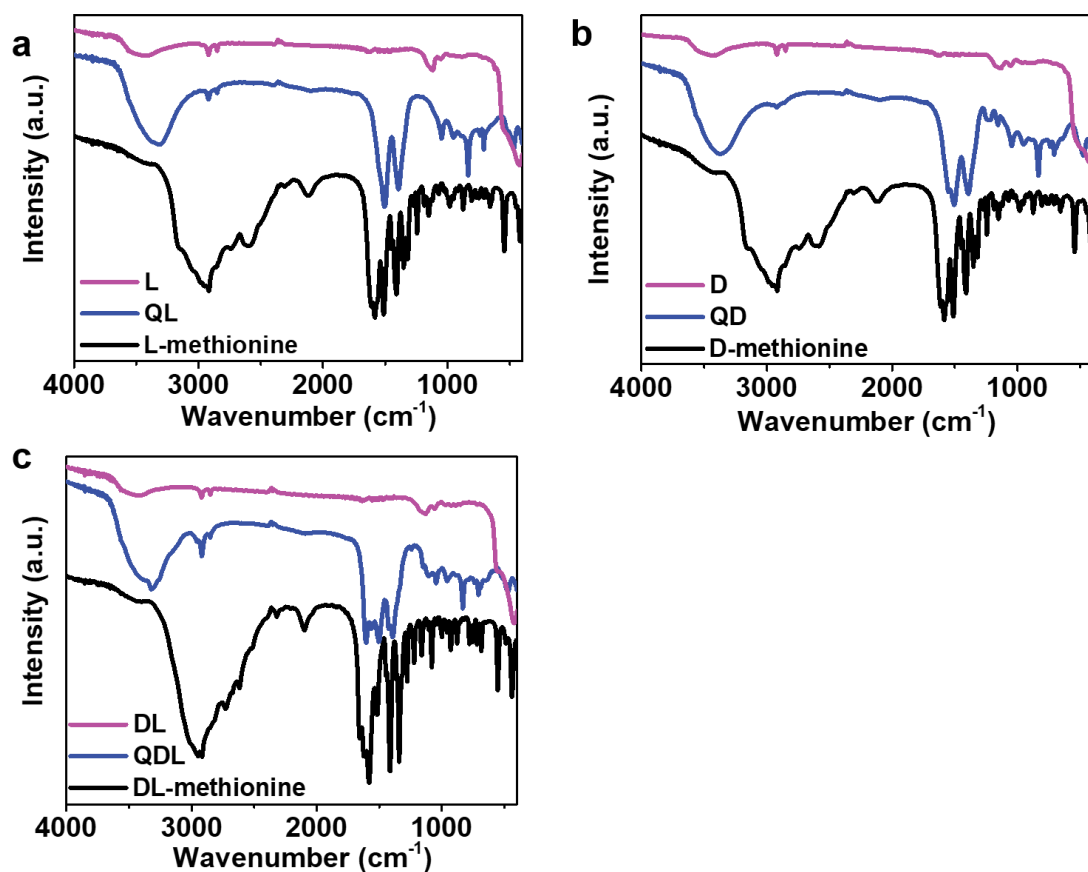 a
Intensity (a.u.)
L
QL
L-methionine
4000 3000 2000 1000
Wavenumber (cm⁻¹)
b
Intensity (a.u.)
D
QD
D-methionine
4000 3000 2000 1000
Wavenumber (cm⁻¹)
c
Intensity (a.u.)
DL
QDL
DL-methionine
4000 3000 2000 1000
Wavenumber (cm⁻¹)